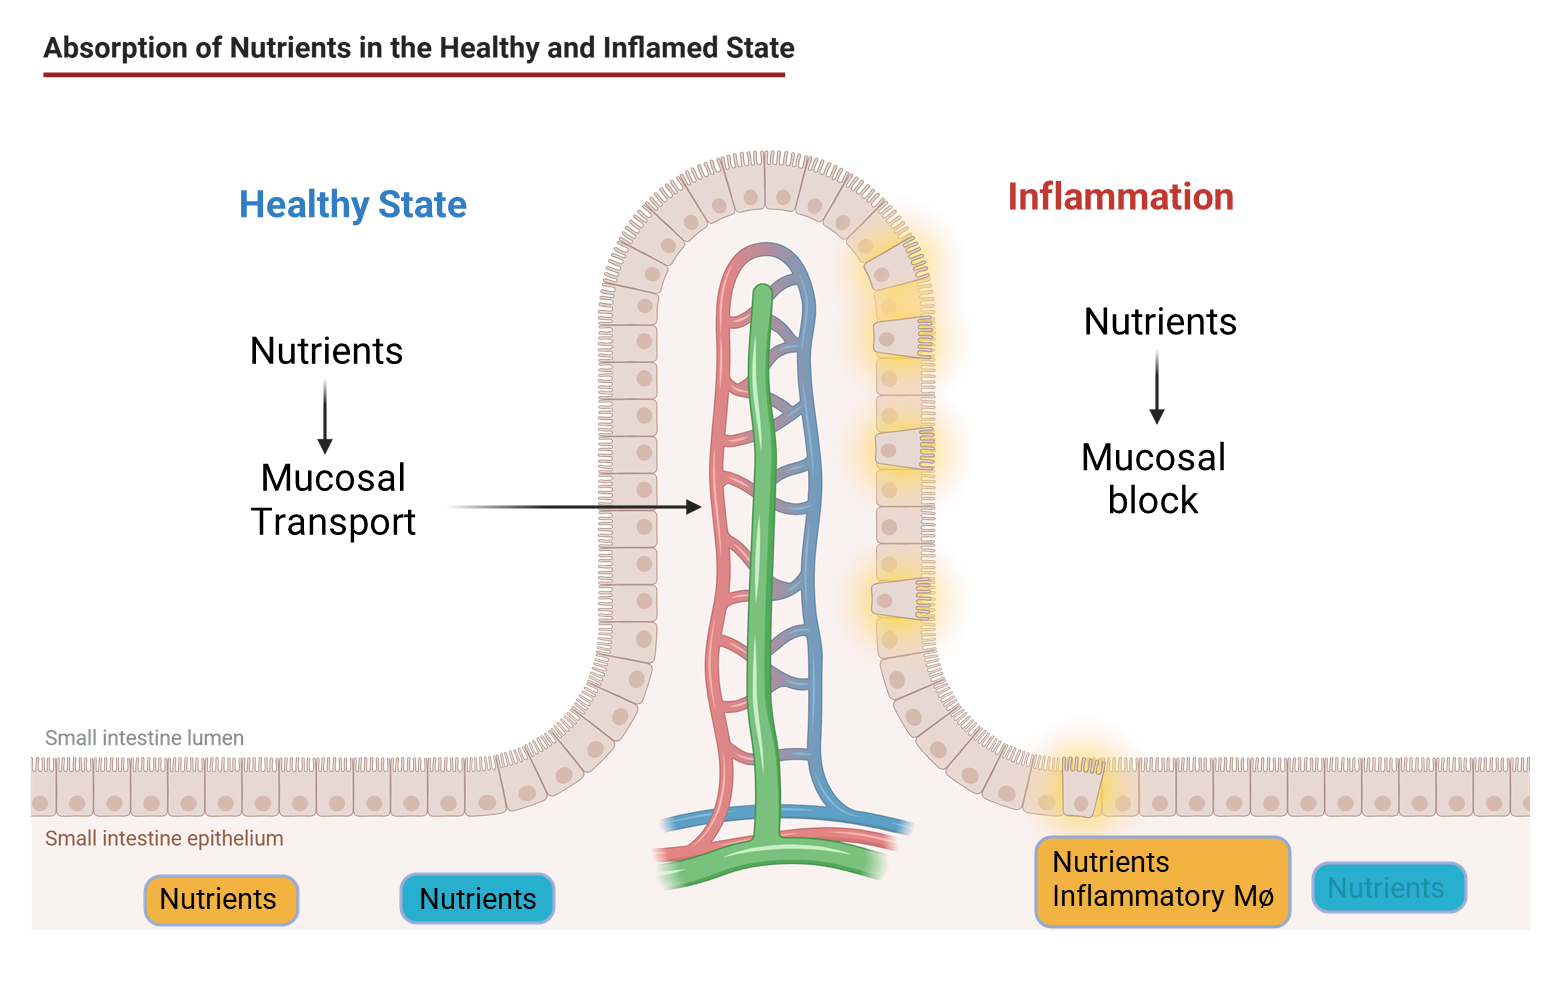 Absorption of Nutrients in the Healthy and Inflamed State
Healthy State
Inflammation
Nutrients
Mucosal
Transport
Nutrients
Mucosal
block
Small intestine lumen
Small intestine epithelium
Nutrients
Nutrients
Nutrients
Inflammatory Mø
Nutrients